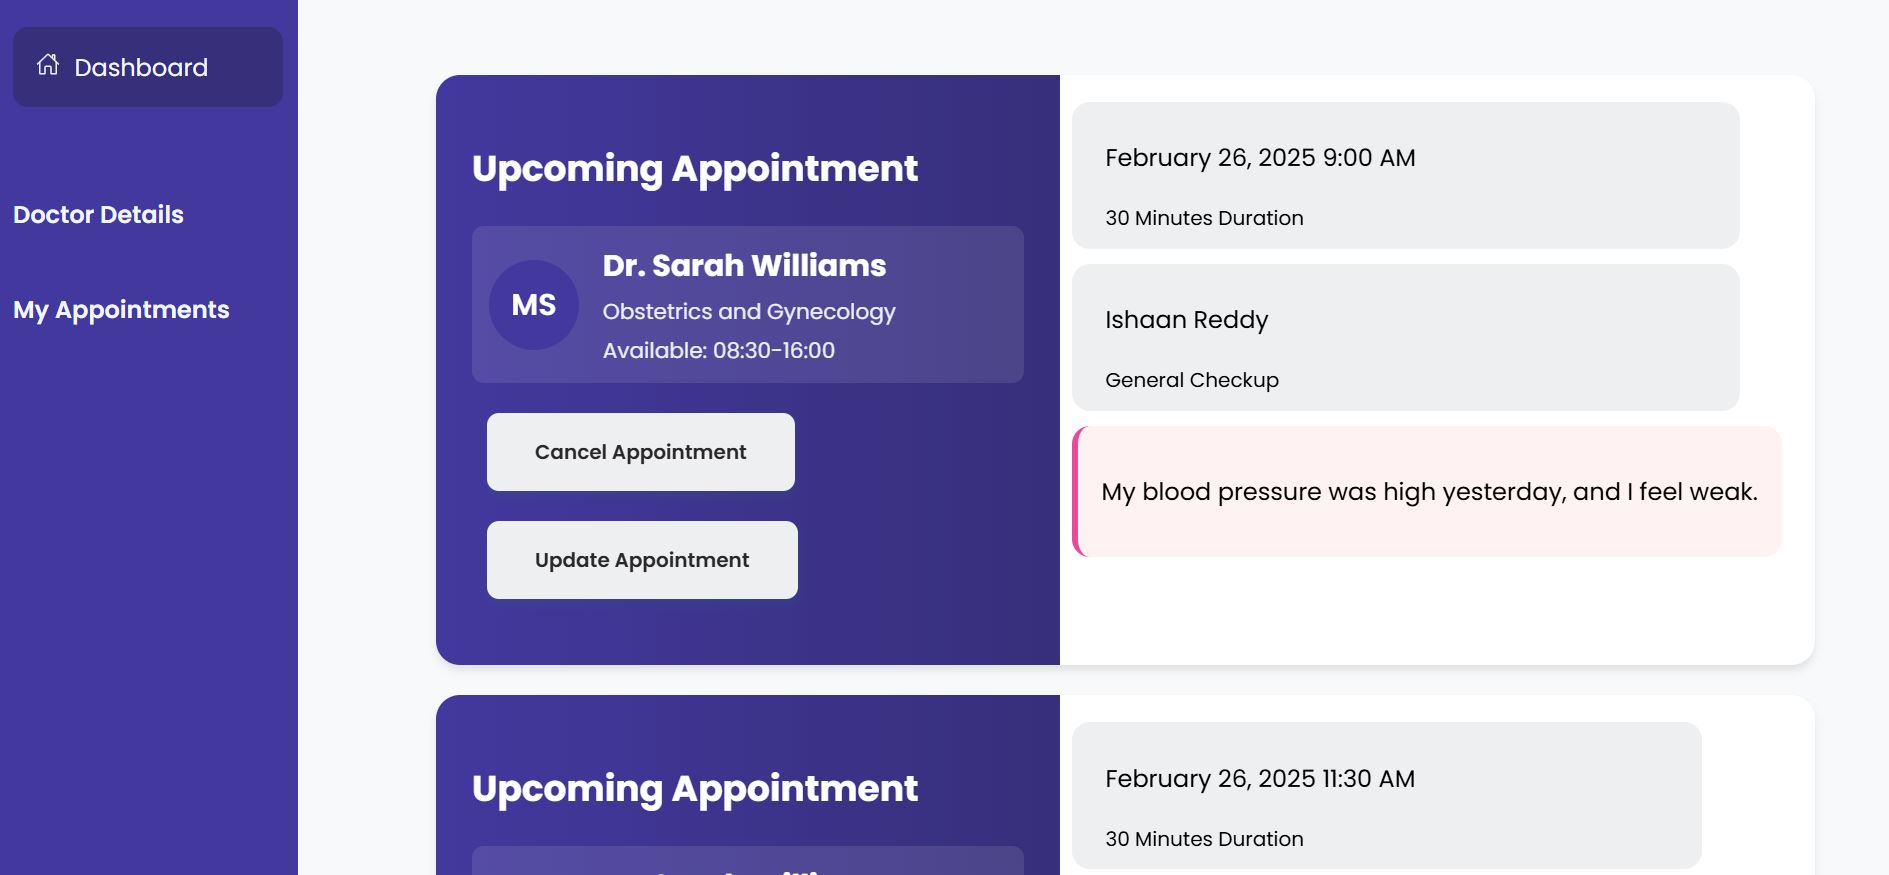 Dashboard
Doctor Details
My Appointments
Upcoming Appointment
MS
Dr. Sarah Williams
Obstetrics and Gynecology
Available: 08:30-16:00
Cancel Appointment
Update Appointment
February 26, 2025 9:00 AM
30 Minutes Duration
Ishaan Reddy
General Checkup
My blood pressure was high yesterday, and I feel weak.
Upcoming Appointment
February 26, 2025 11:30 AM
30 Minutes Duration